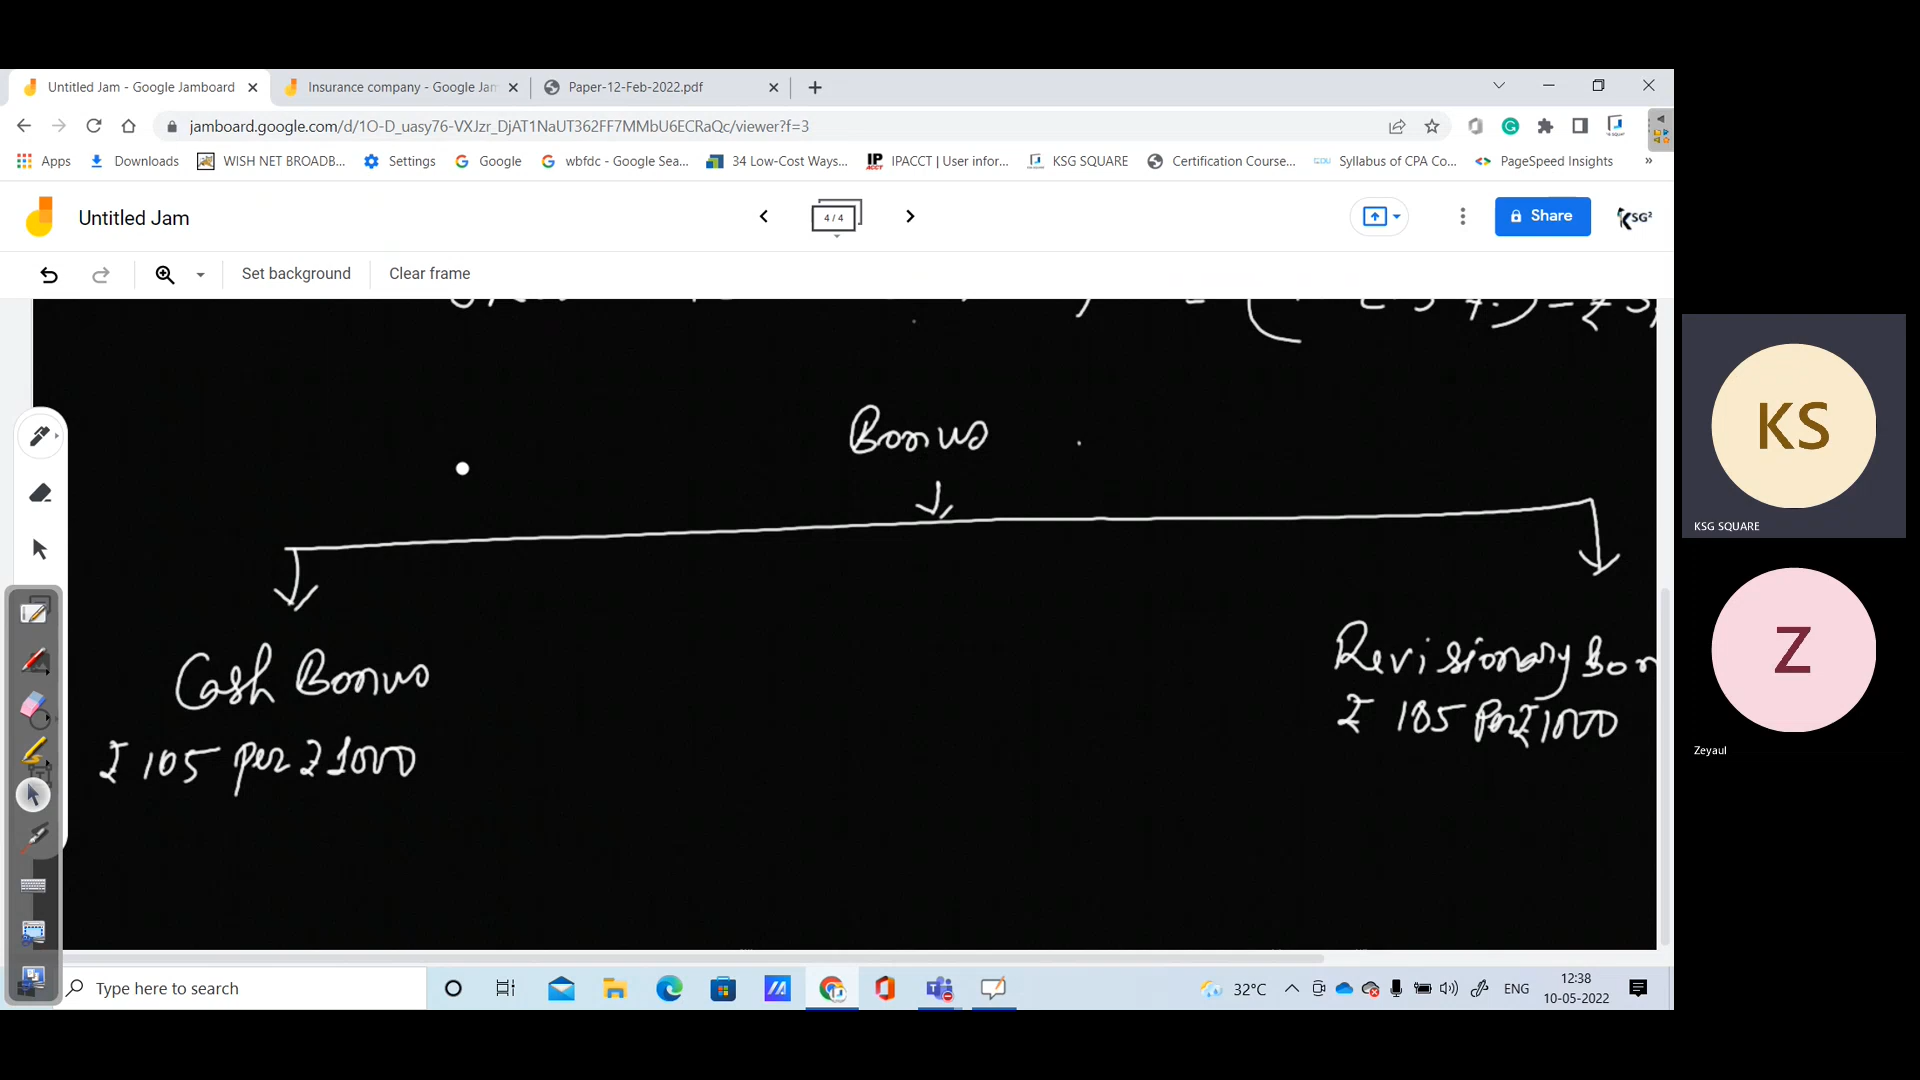 Untitled Jam - Google Jamboard
Insurance company - Google Jam
Paper-12-Feb-2022.pdf
jamboard.google.com/d/1O-D_uasy76-VXJzr_DjAT1NaUT362FF7MMbU6ECRaQc/viewer?f=3
Apps
Downloads
WISH NET BROADB...
Settings
Google
wbfdc - Google Sea...
34 Low-Cost Ways...
IPACCT | User infor...
KSG SQUARE
Certification Course...
Syllabus of CPA Co...
PageSpeed Insights
»
Untitled Jam
4 / 4
Share
KSG²
Set background
Clear frame
Bonus
Cash Bonus
₹ 105 per ₹ 1000
Revisionary Bon
₹ 105 Per ₹ 1000
KS
KSG SQUARE
Z
Zeyaul
Type here to search
32°C
ENG
12:38
10-05-2022